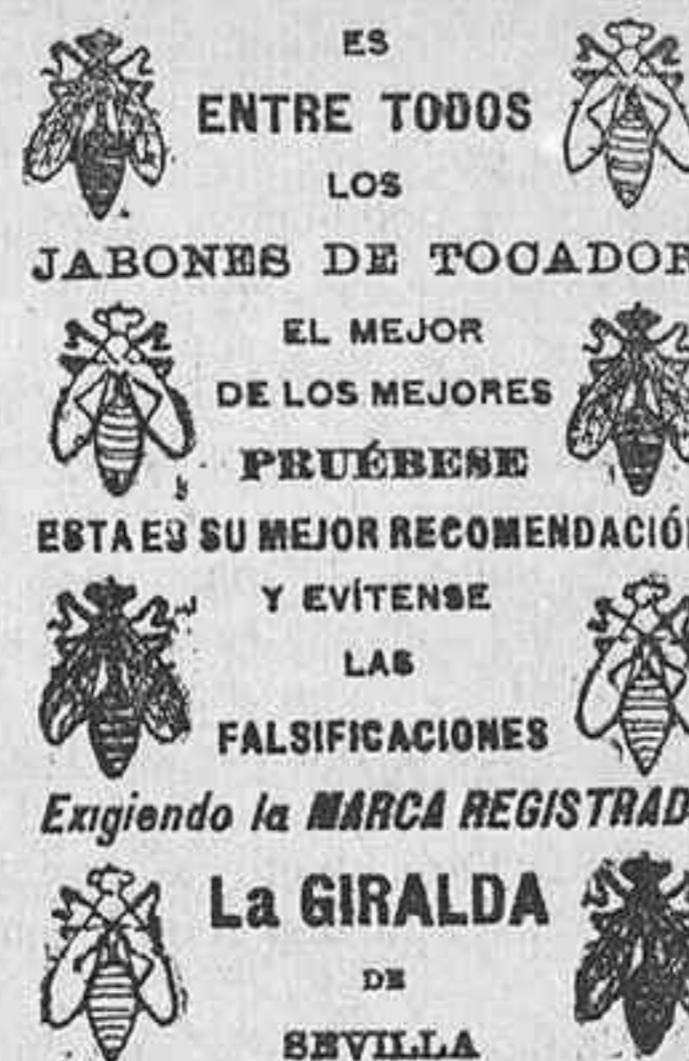 ES
ENTRE TODOS
LOS
JABONES DE TOCADOR
EL MEJOR
DE LOS MEJORES
PRUÉBESE
ESTA ES SU MEJOR RECOMENDACIÓN
Y EVÍTENSE
LAS
FALSIFICACIONES
Exigiendo la MARCA REGISTRAD
La GIRALDA
DE
SEVILLA